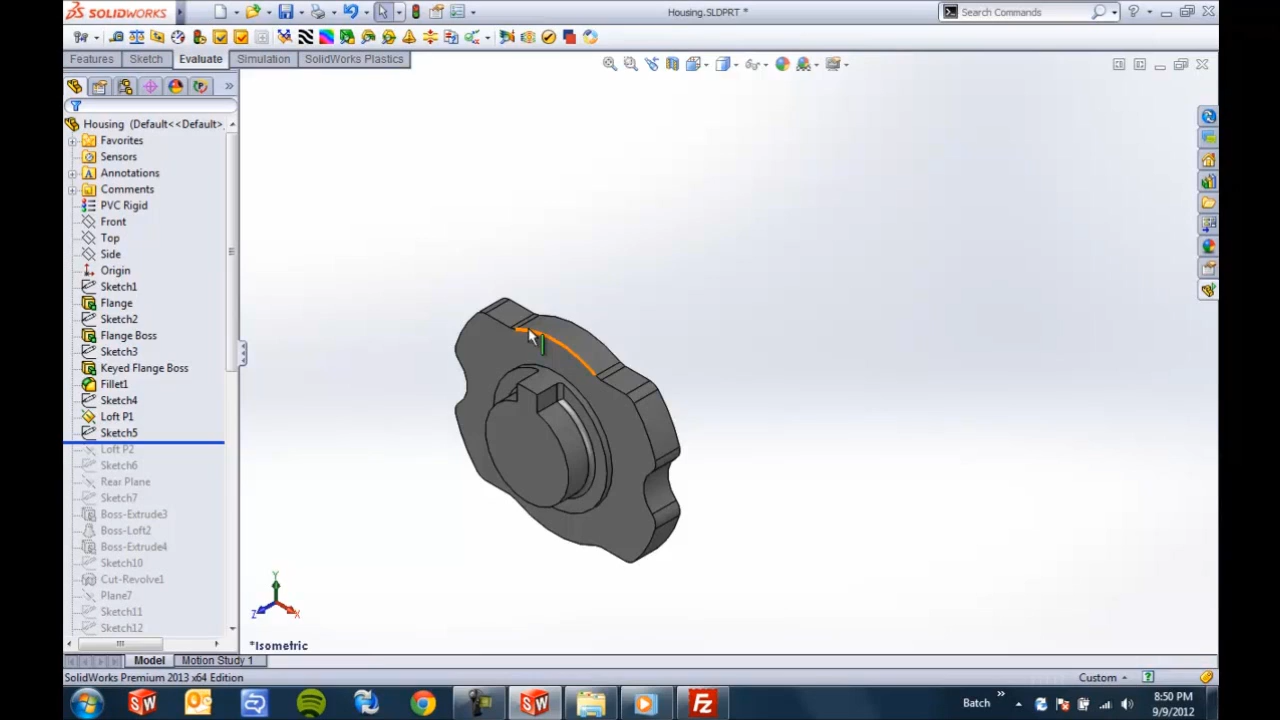 SOLIDWORKS
Housing.SLDPRT *
Search Commands
Features
Sketch
Evaluate
Simulation
SolidWorks Plastics
Housing (Default<<Default>_
Favorites
Sensors
Annotations
Comments
PVC Rigid
Front
Top
Side
Origin
Sketch1
Flange
Sketch2
Flange Boss
Sketch3
Keyed Flange Boss
Fillet1
Sketch4
Loft P1
Sketch5
Loft P2
Sketch6
Rear Plane
Sketch7
Boss-Extrude3
Boss-Loft2
Boss-Extrude4
Sketch10
Cut-Revolve1
Plane7
Sketch11
Sketch12
Y
Z
X
*Isometric
Model
Motion Study 1
SolidWorks Premium 2013 x64 Edition
Custom
SW
Fz
Batch
8:50 PM
9/9/2012